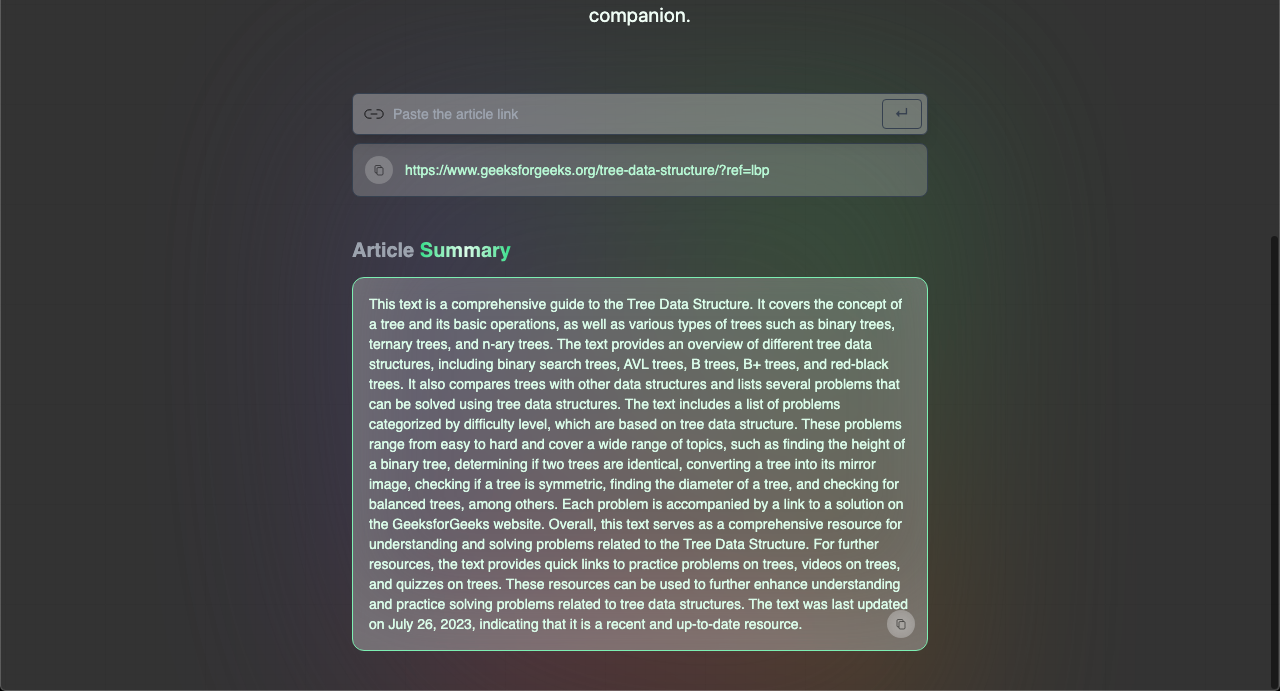 companion.
Paste the article link
https://www.geeksforgeeks.org/tree-data-structure/?ref=lbp
Article Summary
This text is a comprehensive guide to the Tree Data Structure. It covers the concept of
a tree and its basic operations, as well as various types of trees such as binary trees,
ternary trees, and n-ary trees. The text provides an overview of different tree data
structures, including binary search trees, AVL trees, B trees, B+ trees, and red-black
trees. It also compares trees with other data structures and lists several problems that
can be solved using tree data structures. The text includes a list of problems
categorized by difficulty level, which are based on tree data structure. These problems
range from easy to hard and cover a wide range of topics, such as finding the height of
a binary tree, determining if two trees are identical, converting a tree into its mirror
image, checking if a tree is symmetric, finding the diameter of a tree, and checking for
balanced trees, among others. Each problem is accompanied by a link to a solution on
the GeeksforGeeks website. Overall, this text serves as a comprehensive resource for
understanding and solving problems related to the Tree Data Structure. For further
resources, the text provides quick links to practice problems on trees, videos on trees,
and quizzes on trees. These resources can be used to further enhance understanding
and practice solving problems related to tree data structures. The text was last updated
on July 26, 2023, indicating that it is a recent and up-to-date resource.